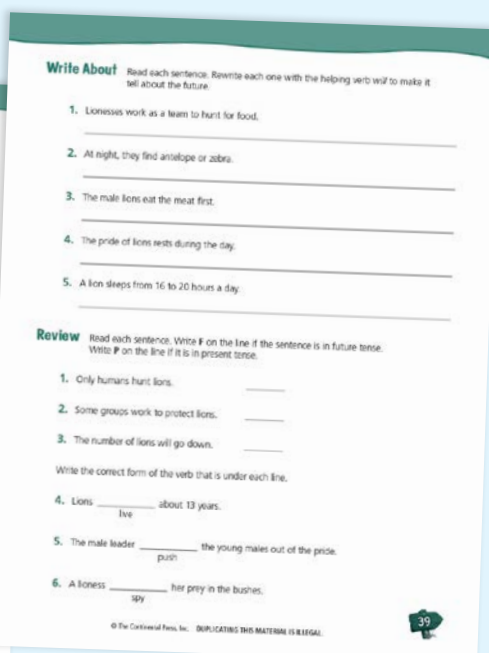 Write About Read each sentence. Rewrite each one with the helping verb will to make it
tell about the future.
1. Lionesses work as a team to hunt for food.
2. At night, they find antelope or zebra.
3. The male lions eat the meat first.
4. The pride of lions rests during the day.
5. A lion sleeps from 16 to 20 hours a day.
Review Read each sentence. Write F on the line if the sentence is in future tense.
Write P on the line if it is in present tense.
1. Only humans hunt lions.
2. Some groups work to protect lions.
3. The number of lions will go down.
Write the correct form of the verb that is under each line.
4. Lions ________ about 13 years.
live
5. The male leader ________ the young males out of the pride.
push
6. A lioness ________ her prey in the bushes.
spy
© The Continental Press, Inc. DUPLICATING THIS MATERIAL IS ILLEGAL.
39